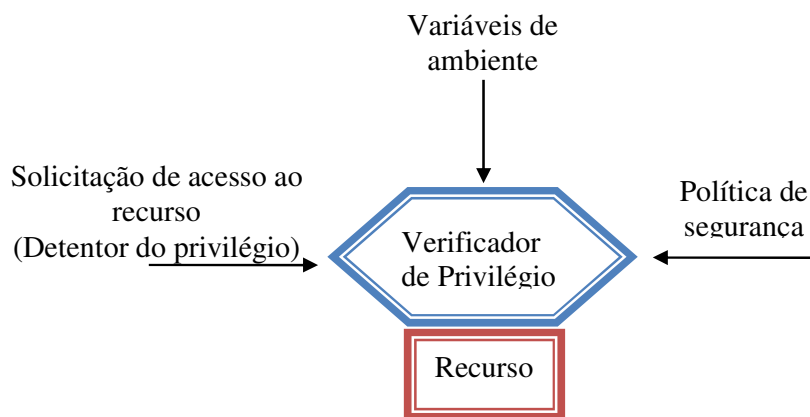 Variáveis de
ambiente
Solicitação de acesso ao
recurso
(Detentor do privilégio)
Verificador
de Privilégio
Política de
segurança
Recurso